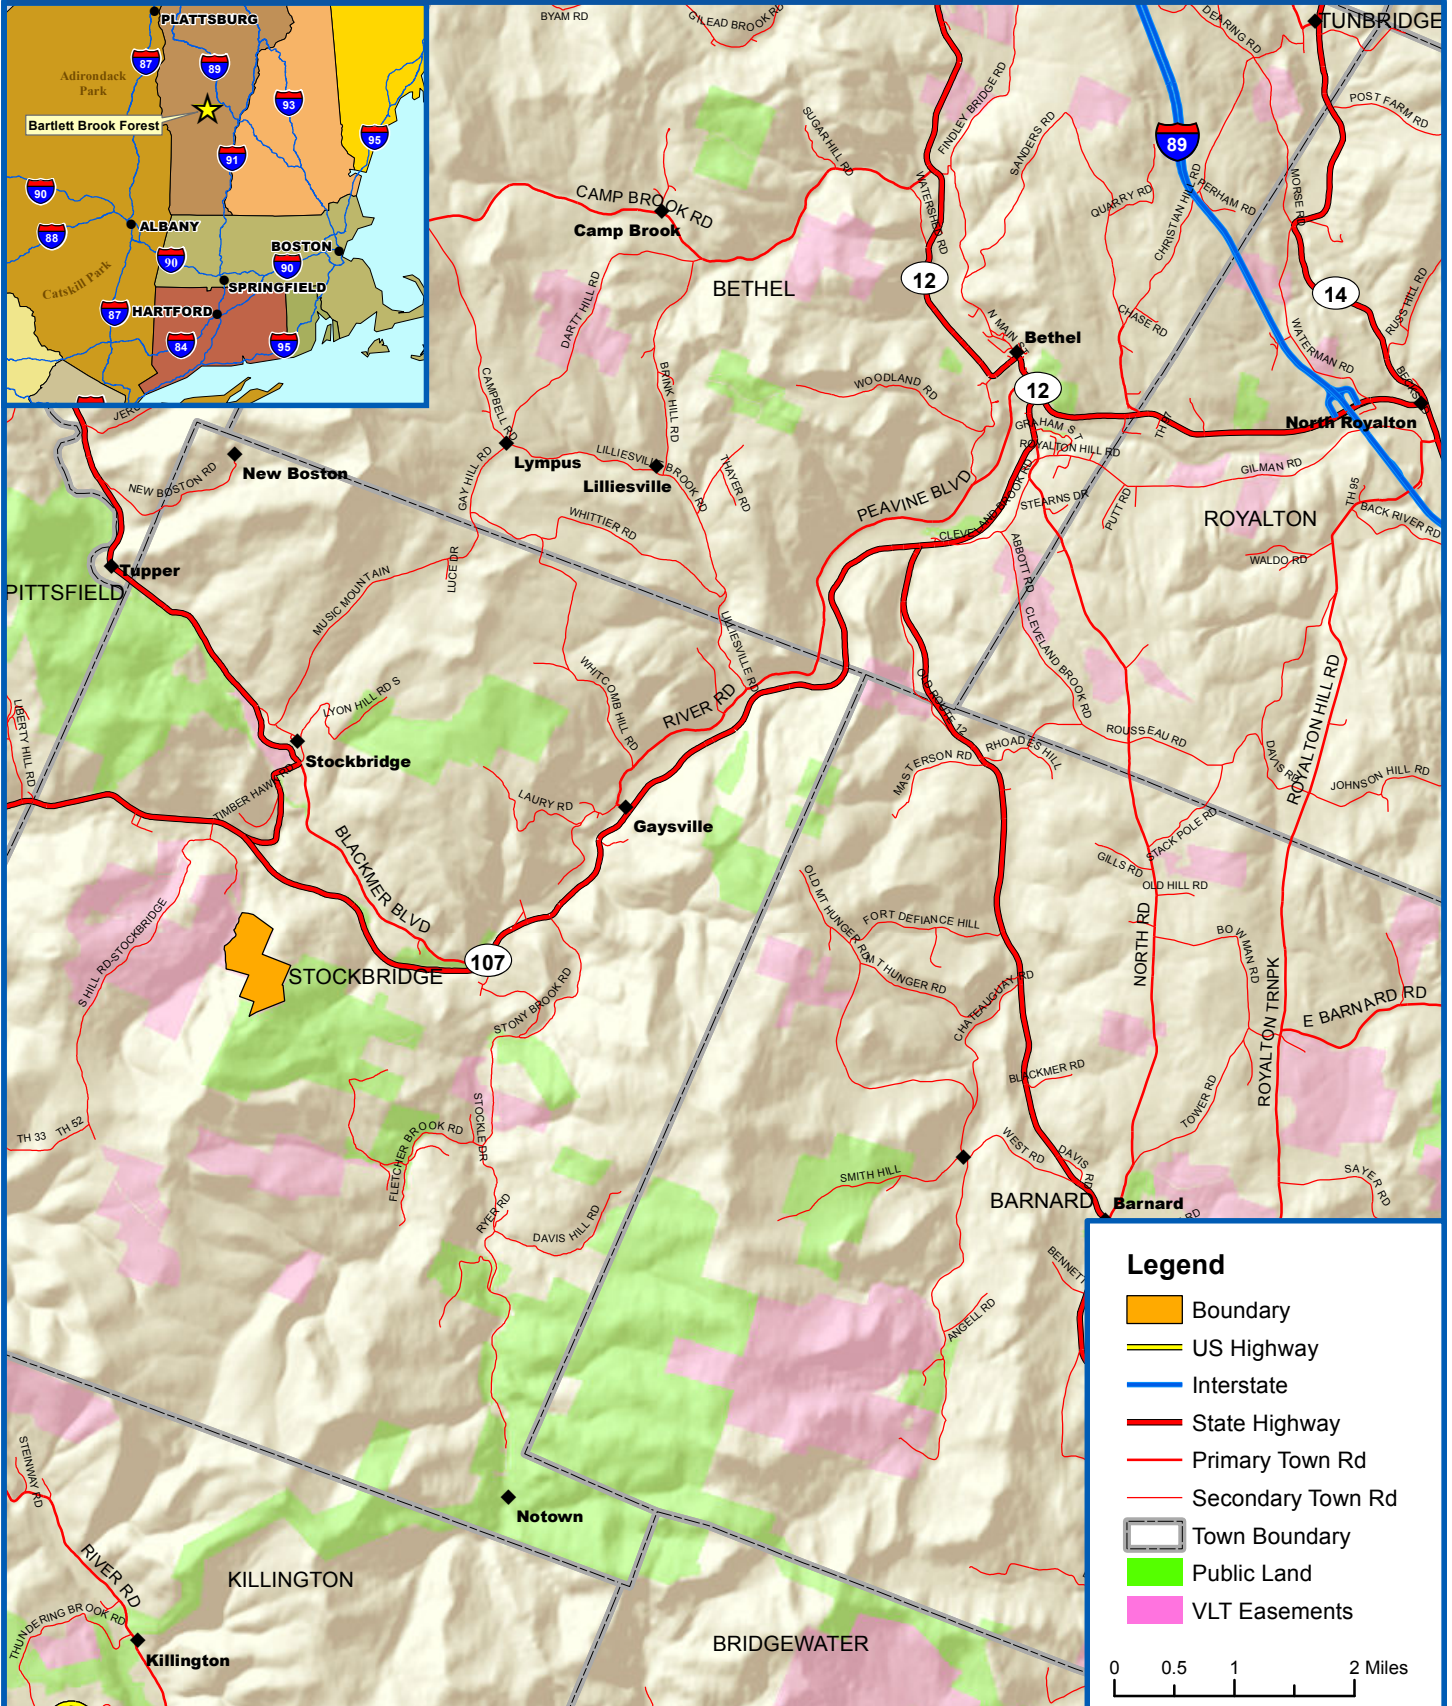 PLATTSBURG
Adirondack
Park
87
89
93
95
Bartlett Brook Forest
91
90
88
ALBANY
90
BOSTON
90
Catskill Park
SPRINGFIELD
87
HARTFORD
84
95
BYAM RD
GILEAD BROOK RD
DEARING RD
TUNBRIDGE
POST FARM RD
FINDLEY BRIDGE RD
SUGAR HILL RD
SANDERS RD
89
CAMP BROOK RD
Camp Brook
WATERSHED RD
QUARRY RD
CHRISTIAN HILL RD
PERHAM RD
MORSE RD
BETHEL
12
14
DARTT HILL RD
N MAIN ST
Bethel
CHASE RD
WATERMAN RD
RUSS HILL RD
CAMPBELL RD
BRINK HILL RD
WOODLAND RD
12
North Royalton
TH 57
GRAHAM ST
ROYALTON HILL RD
GILMAN RD
New Boston
NEW BOSTON RD
GAY HILL RD
Lympus
LILLIESVILLE BROOK RD
Lilliesville
THAYER RD
PEAVINE BLVD
CLEVELAND BROOK RD
STEARNS DR
PUTT RD
TH 95
BACK RIVER RD
ROYALTON
WHITTIER RD
ABBOTT RD
WALDO RD
Tupper
PITTSFIELD
MUSIC MOUNTAIN
LUCE DR
LILLIESVILLE RD
CLEVELAND BROOK RD
WHITCOMB HILL RD
RIVER RD
LYON HILL RD S
LIBERTY HILL RD
OLD ROUTE 12
ROUSSEAU RD
ROYALTON HILL RD
Stockbridge
TIMBER HAWK RD
MASTERSON RD
RHOADES HILL
DAVIS RD
JOHNSON HILL RD
LAURY RD
Gaysville
BLACKMER BLVD
STACK POLE RD
GILLS RD
OLD HILL RD
OLD MT HUNGER RD
FORT DEFIANCE HILL
NORTH RD
BOWMAN RD
S HILL RD-STOCKBRIDGE
107
STOCKBRIDGE
MT HUNGER RD
CHATEAUGUAY RD
ROYALTON TRNPK
E BARNARD RD
STONY BROOK RD
BLACKMER RD
TOWER RD
TH 33
TH 52
FLETCHER BROOK RD
STOCKLE DR
WEST RD
DAVIS RD
SMITH HILL
SAYER RD
BARNARD
Barnard
RD
RYER RD
DAVIS HILL RD
BENNETT
ANGELL RD
STEINWAY RD
Notown
RIVER RD
KILLINGTON
THUNDERING BROOK RD
Killington
BRIDGEWATER
Legend
Boundary
US Highway
Interstate
State Highway
Primary Town Rd
Secondary Town Rd
Town Boundary
Public Land
VLT Easements
0 0.5 1 2 Miles